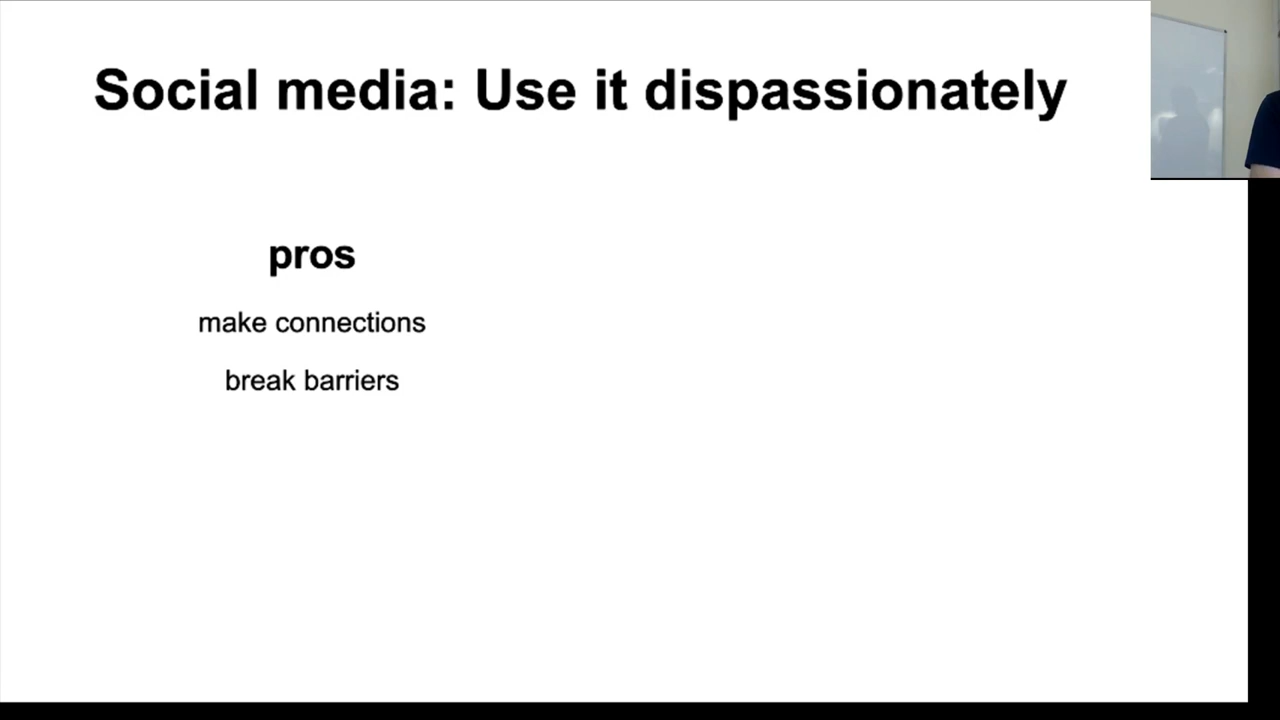 Social media: Use it dispassionately
pros
make connections
break barriers